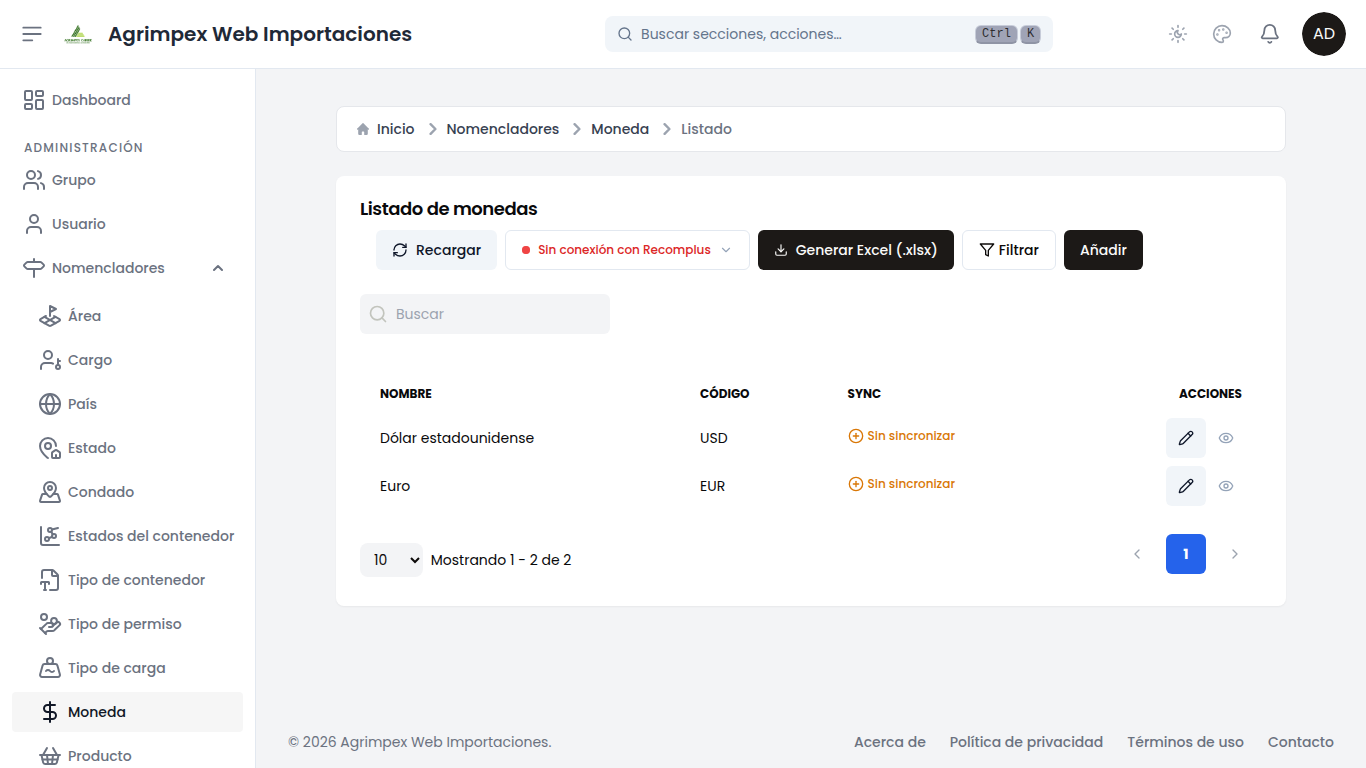 Agrimpex Web Importaciones
Buscar secciones, acciones...
Ctrl K
AD
Dashboard
ADMINISTRACIÓN
Grupo
Usuario
Nomencladores
Área
Cargo
País
Estado
Condado
Estados del contenedor
Tipo de contenedor
Tipo de permiso
Tipo de carga
Moneda
Producto
Inicio Nomencladores Moneda Listado
Listado de monedas
Recargar Sin conexión con Recomplus Generar Excel (.xlsx) Filtrar Añadir
Buscar
NOMBRE CÓDIGO SYNC ACCIONES
Dólar estadounidense USD Sin sincronizar
Euro EUR Sin sincronizar
10 Mostrando 1 - 2 de 2 1
© 2026 Agrimpex Web Importaciones. Acerca de Política de privacidad Términos de uso Contacto